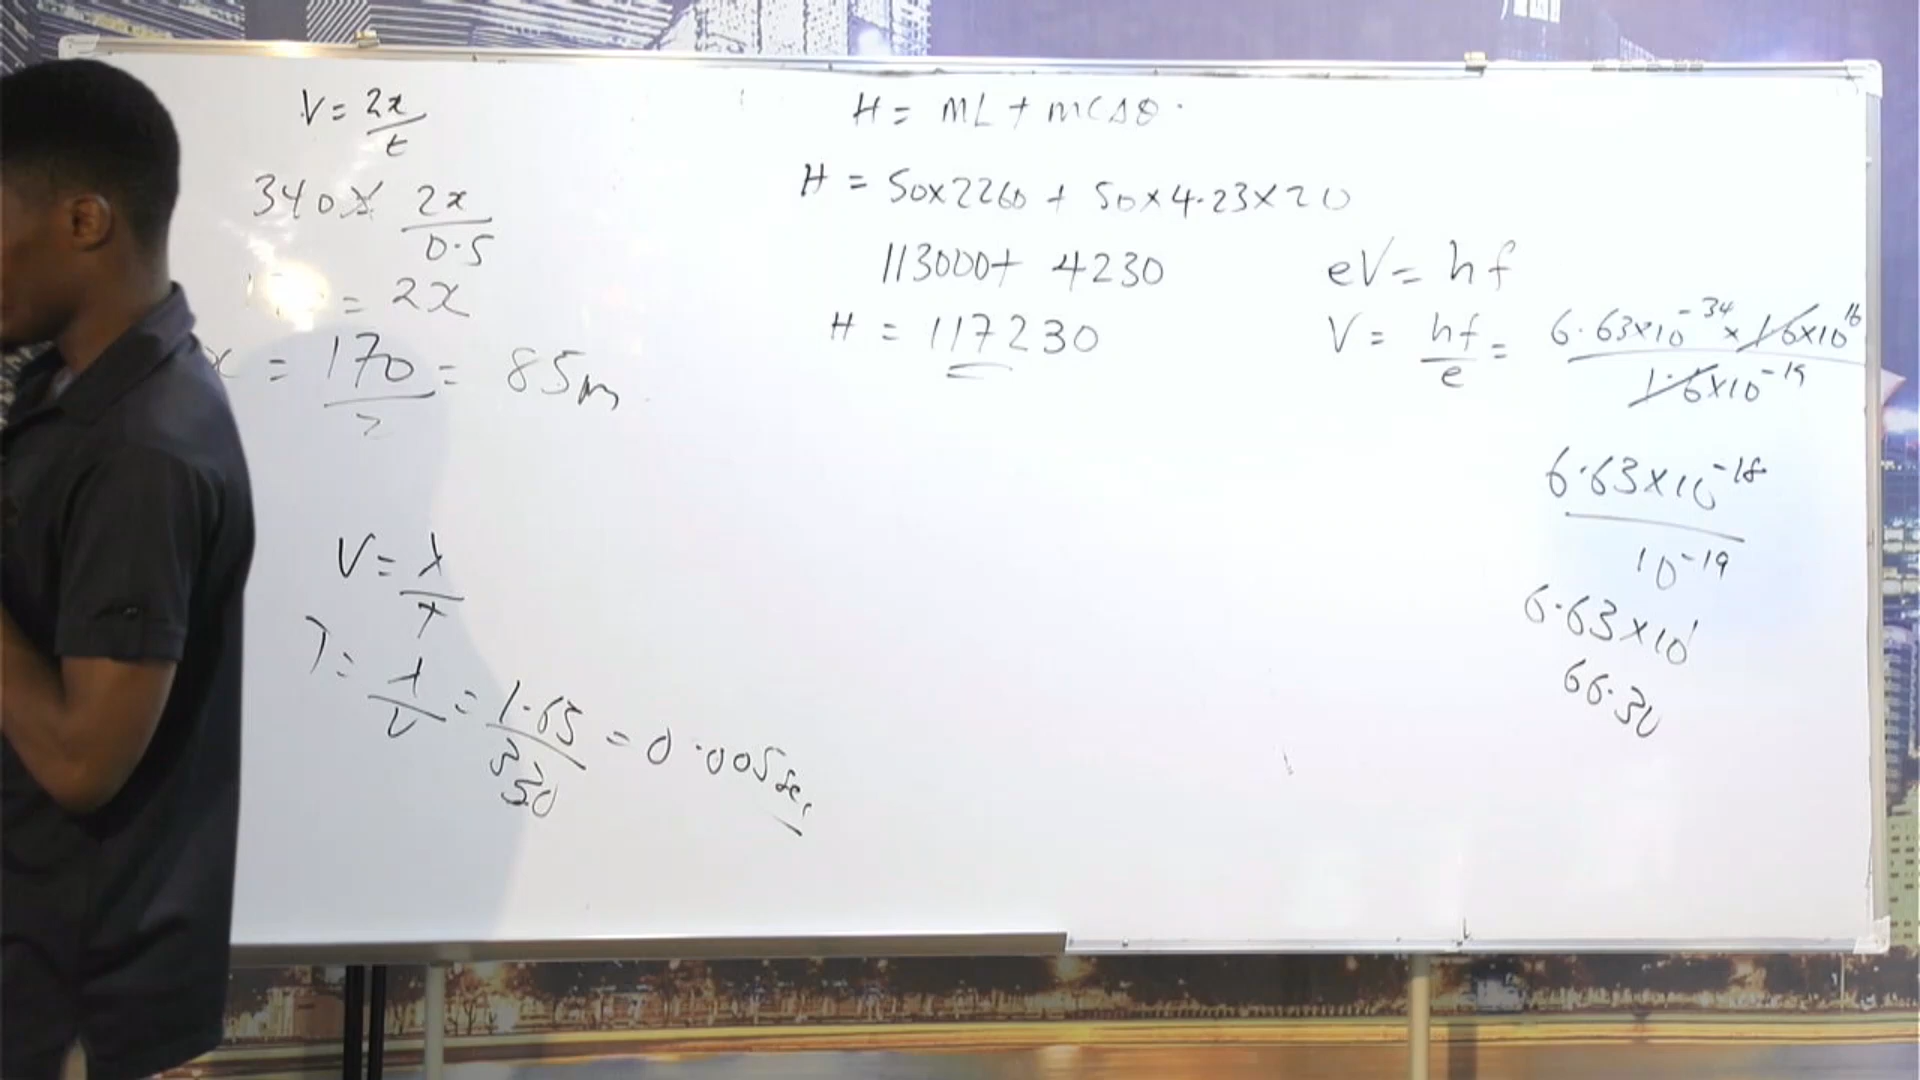 V = 2x/t
340 × 2x/0.5
= 2x
x = 170/2 = 85m
V = λ/T
T = λ/V = 1.65/330 = 0.005 sec
H = ML + MCΔθ
H = 50×2260 + 50×4.23×20
113000 + 4230
H = 117230
eV = hf
V = hf/e = 6.63×10⁻³⁴ × 1.6×10¹⁶/1.6×10⁻¹⁹
6.63×10⁻¹⁸/10⁻¹⁹
6.63×10¹
66.30